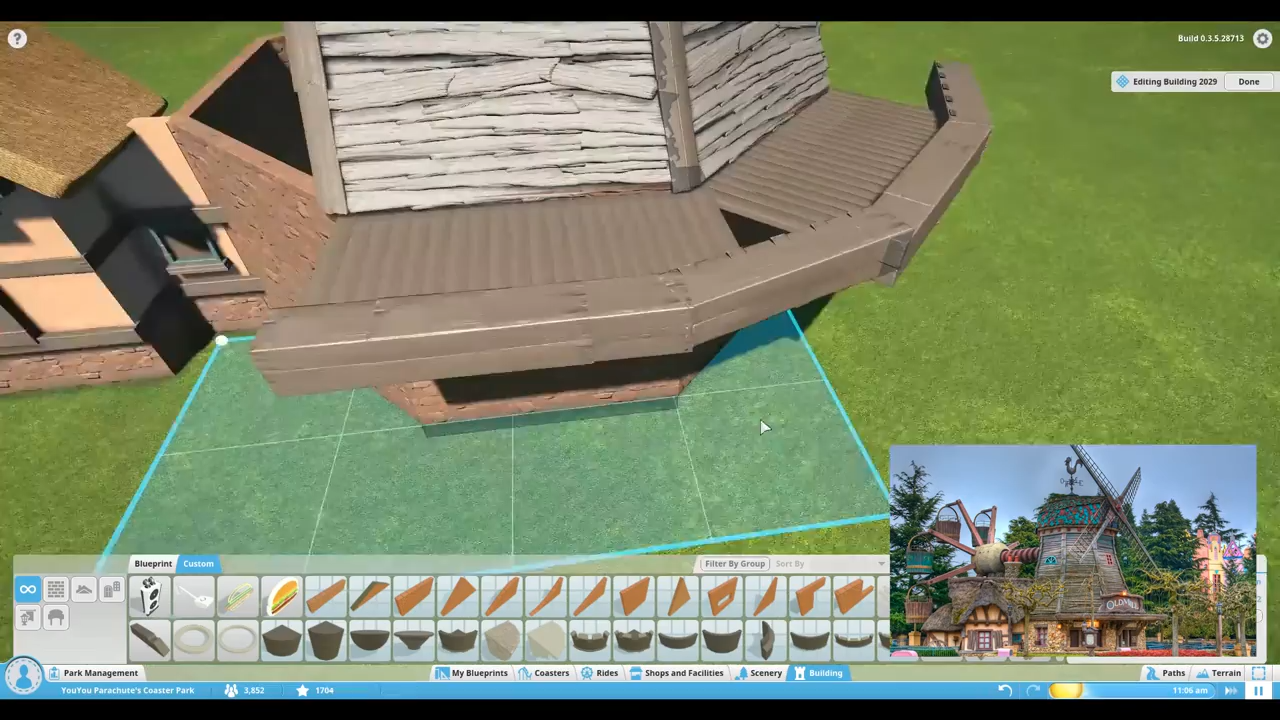 ?
Build 0.3.5.28713
Editing Building 2029 Done
OLD MILL
Blueprint Custom Filter By Group Sort By
Park Management My Blueprints Coasters Rides Shops and Facilities Scenery Building Paths Terrain
YouYou Parachute's Coaster Park 3,852 1704 11:06 am